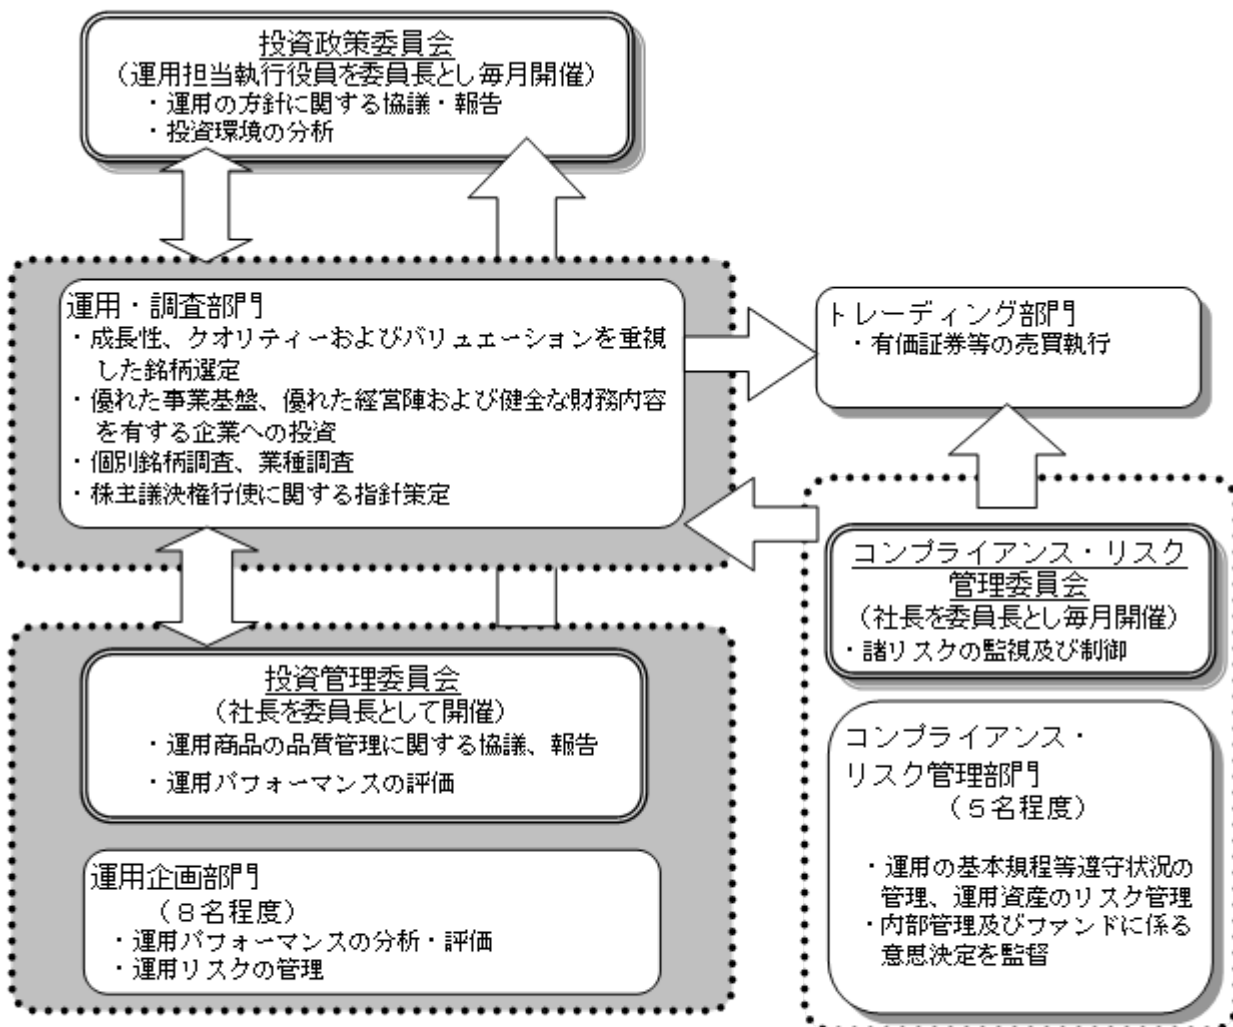 投資政策委員会
(運用担当執行役員を委員長とし毎月開催)
・運用の方針に関する協議・報告
・投資環境の分析
運用・調査部門
・成長性、クオリティーおよびバリュエーションを重視
した銘柄選定
・優れた事業基盤、優れた経営陣および健全な財務内容
を有する企業への投資
・個別銘柄調査、業種調査
・株主議決権行使に関する指針策定
トレーディング部門
・有価証券等の売買執行
コンプライアンス・リスク
管理委員会
(社長を委員長とし毎月開催)
・諸リスクの監視及び制御
投資管理委員会
(社長を委員長として開催)
・運用商品の品質管理に関する協議、報告
・運用パフォーマンスの評価
運用企画部門
(8名程度)
・運用パフォーマンスの分析・評価
・運用リスクの管理
コンプライアンス・
リスク管理部門
(5名程度)
・運用の基本規程等遵守状況の
管理、運用資産のリスク管理
・内部管理及びファンドに係る
意思決定を監督